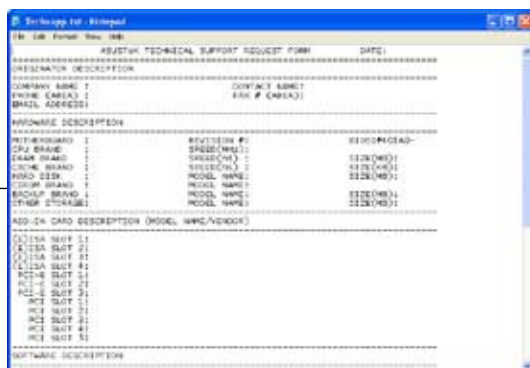 Techsupp.txt - Notepad
File Edit Format View Help
ASUSTEK TECHNICAL SUPPORT REQUEST FORM DATE:
ORIGINATOR DESCRIPTION
COMPANY NAME : CONTACT NAME:
PHONE (AREA) : FAX # (AREA):
EMAIL ADDRESS:
HARDWARE DESCRIPTION
MOTHERBOARD : REVISION #:
CPU BRAND : SPEED(MHz):
DRAM BRAND : SPEED(nS) : SIZE(MB):
CACHE BRAND : SPEED(nS) : SIZE(KB):
HARD DISK : MODEL NAME: SIZE(MB):
CDROM BRAND : MODEL NAME:
BACKUP BRAND : MODEL NAME: SIZE(MB):
OTHER STORAGE: MODEL NAME: SIZE(MB):
ADD-IN CARD DESCRIPTION (MODEL NAME/VENDOR)
(E)ISA SLOT 1:
(E)ISA SLOT 2:
(E)ISA SLOT 3:
(E)ISA SLOT 4:
PCI-E SLOT 1:
PCI-E SLOT 2:
PCI-E SLOT 3:
PCI SLOT 1:
PCI SLOT 2:
PCI SLOT 3:
PCI SLOT 4:
PCI SLOT 5:
SOFTWARE DESCRIPTION